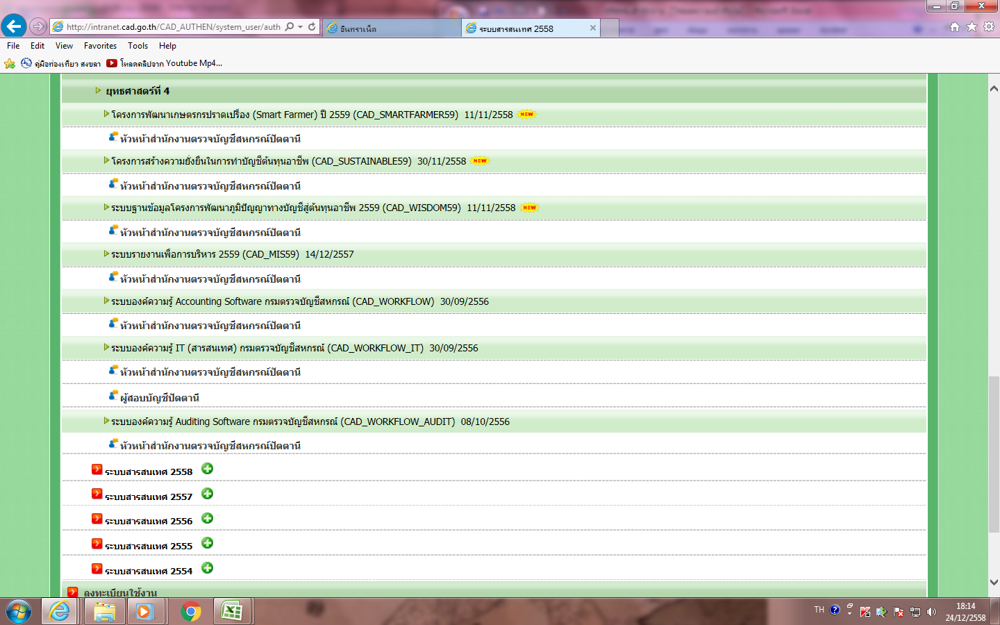 http://intranet.cad.go.th/CAD_AUTHEN/system_user/auth
อินทราเน็ต
ระบบสารสนเทศ 2558
File Edit View Favorites Tools Help
คู่มือท่องเที่ยว สงขลา โหลดคลิปจาก Youtube Mp4...
ยุทธศาสตร์ที่ 4
โครงการพัฒนาเกษตรกรปราดเปรื่อง (Smart Farmer) ปี 2559 (CAD_SMARTFARMER59) 11/11/2558 NEW
หัวหน้าสำนักงานตรวจบัญชีสหกรณ์ปัตตานี
โครงการสร้างความยั่งยืนในการทำบัญชีต้นทุนอาชีพ (CAD_SUSTAINABLE59) 30/11/2558 NEW
หัวหน้าสำนักงานตรวจบัญชีสหกรณ์ปัตตานี
ระบบฐานข้อมูลโครงการพัฒนาภูมิปัญญาทางบัญชีสู่ต้นทุนอาชีพ 2559 (CAD_WISDOM59) 11/11/2558 NEW
หัวหน้าสำนักงานตรวจบัญชีสหกรณ์ปัตตานี
ระบบรายงานเพื่อการบริหาร 2559 (CAD_MIS59) 14/12/2557
หัวหน้าสำนักงานตรวจบัญชีสหกรณ์ปัตตานี
ระบบองค์ความรู้ Accounting Software กรมตรวจบัญชีสหกรณ์ (CAD_WORKFLOW) 30/09/2556
หัวหน้าสำนักงานตรวจบัญชีสหกรณ์ปัตตานี
ระบบองค์ความรู้ IT (สารสนเทศ) กรมตรวจบัญชีสหกรณ์ (CAD_WORKFLOW_IT) 30/09/2556
หัวหน้าสำนักงานตรวจบัญชีสหกรณ์ปัตตานี
ผู้สอบบัญชีปัตตานี
ระบบองค์ความรู้ Auditing Software กรมตรวจบัญชีสหกรณ์ (CAD_WORKFLOW_AUDIT) 08/10/2556
หัวหน้าสำนักงานตรวจบัญชีสหกรณ์ปัตตานี
ระบบสารสนเทศ 2558
ระบบสารสนเทศ 2557
ระบบสารสนเทศ 2556
ระบบสารสนเทศ 2555
ระบบสารสนเทศ 2554
ลงทะเบียนใช้งาน
TH
18:14
24/12/2558